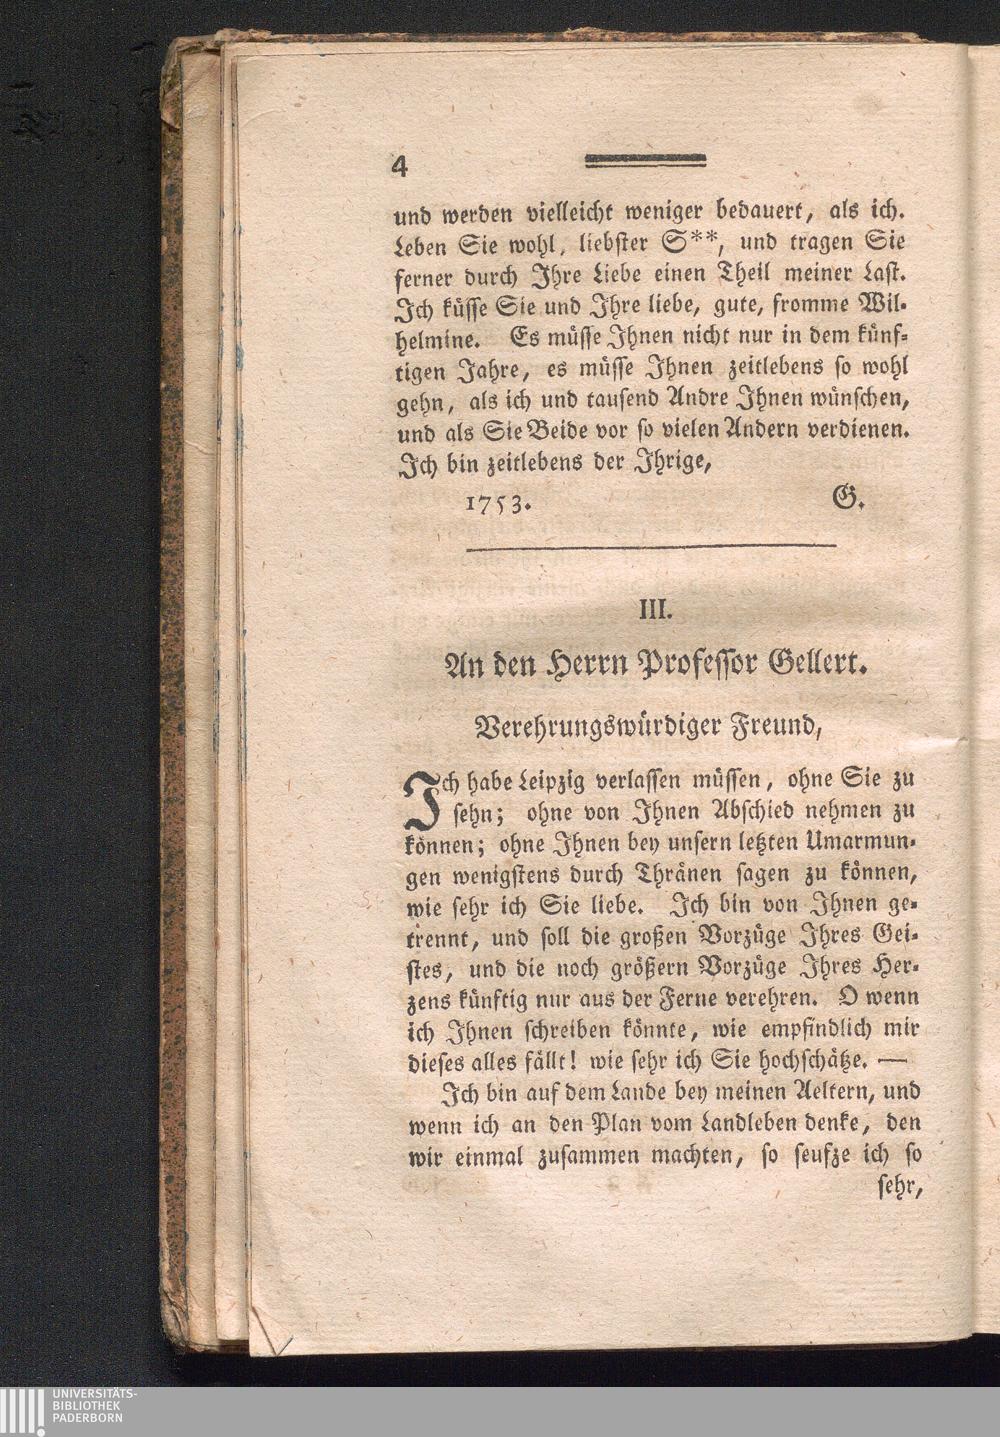 4
und werden vielleicht weniger bedauert, als ich.
Leben Sie wohl, liebster S**, und tragen Sie
ferner durch Ihre Liebe einen Theil meiner Last.
Ich küsse Sie und Ihre liebe, gute, fromme Wil-
helmine. Es müsse Ihnen nicht nur in dem künf-
tigen Jahre, es müsse Ihnen zeitlebens so wohl
gehn, als ich und tausend Andre Ihnen wünschen,
und als Sie Beide vor so vielen Andern verdienen.
Ich bin zeitlebens der Ihrige,
1753. G.
III.
An den Herrn Professor Gellert.
Verehrungswürdiger Freund,
Ich habe Leipzig verlassen müssen, ohne Sie zu
sehn; ohne von Ihnen Abschied nehmen zu
können; ohne Ihnen bey unsern letzten Umarmun-
gen wenigstens durch Thränen sagen zu können,
wie sehr ich Sie liebe. Ich bin von Ihnen ge-
trennt, und soll die großen Vorzüge Ihres Gei-
stes, und die noch größern Vorzüge Ihres Her-
zens künftig nur aus der Ferne verehren. O wenn
ich Ihnen schreiben könnte, wie empfindlich mir
dieses alles fällt! wie sehr ich Sie hochschätze. —
Ich bin auf dem Lande bey meinen Aeltern, und
wenn ich an den Plan vom Landleben denke, den
wir einmal zusammen machten, so seufze ich so
sehr,
UNIVERSITÄTS-
BIBLIOTHEK
PADERBORN